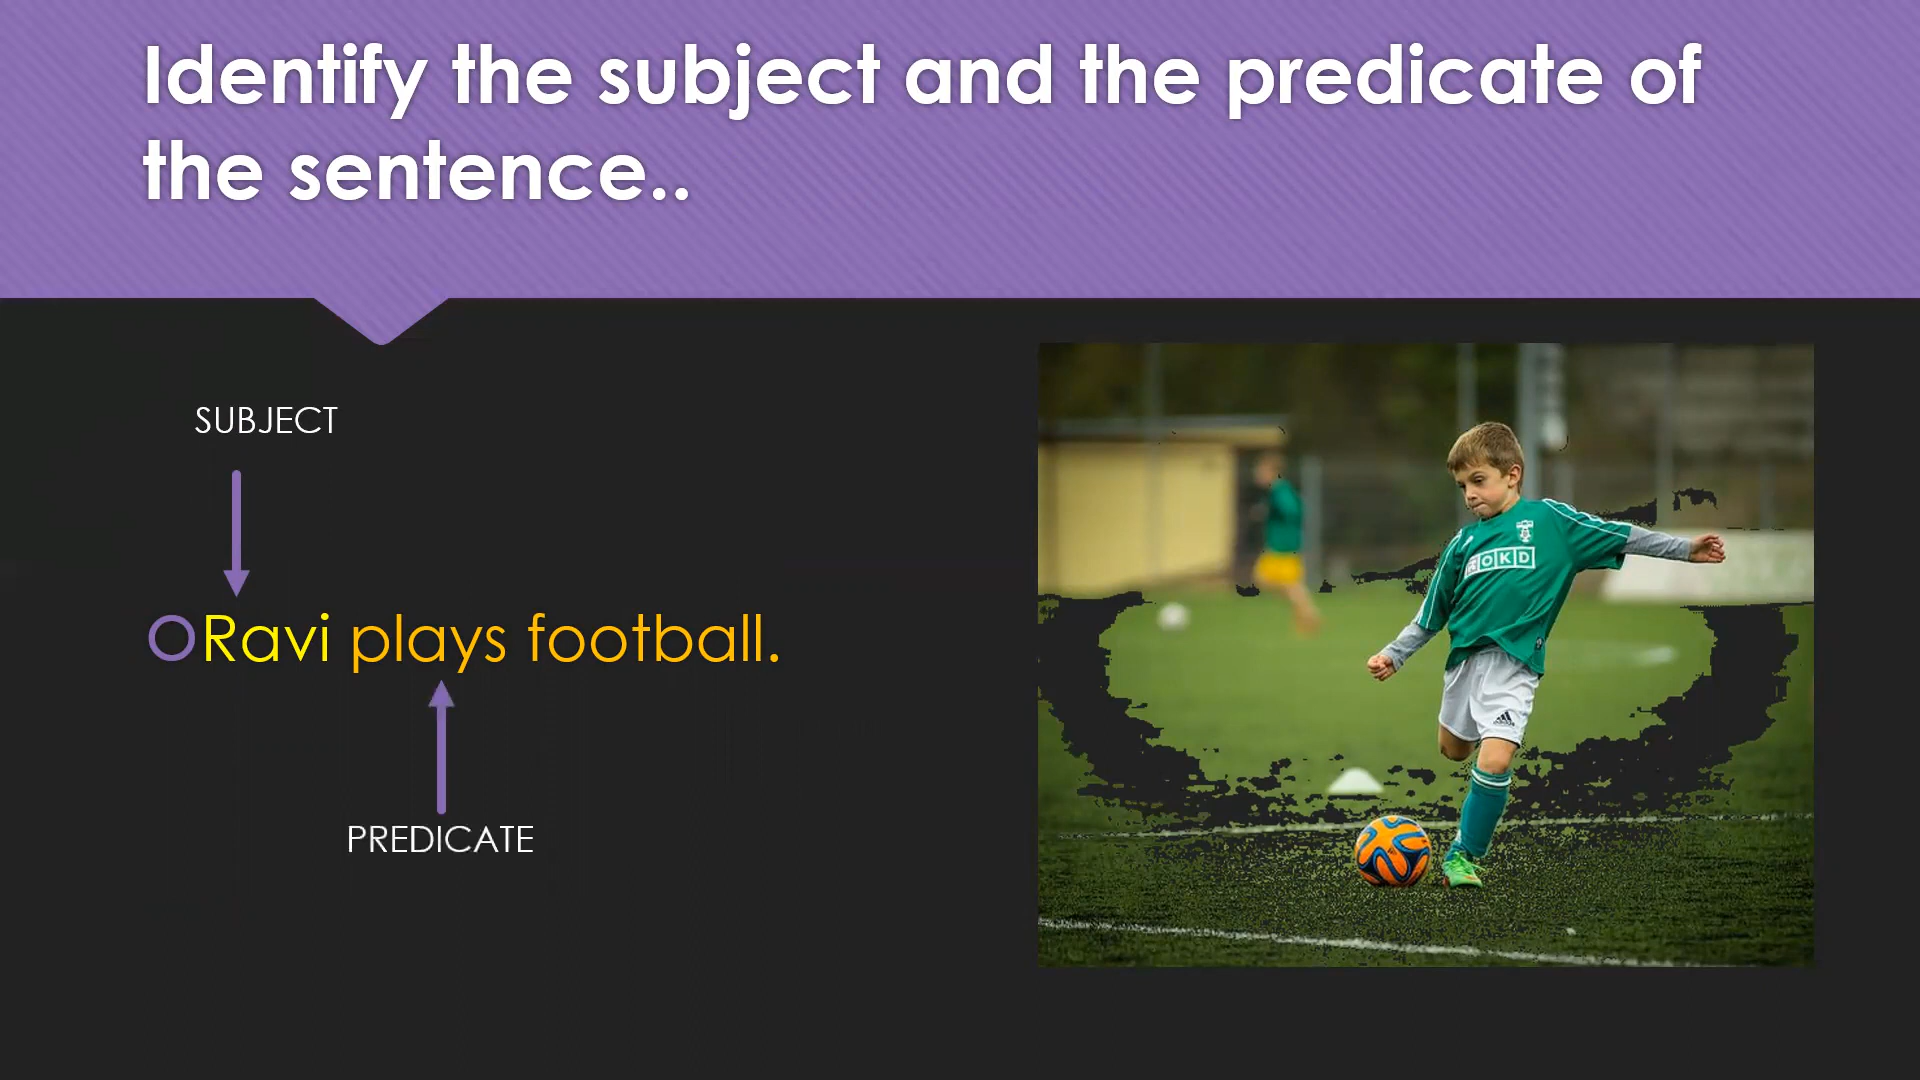 Identify the subject and the predicate of
the sentence..
SUBJECT
Ravi plays football.
PREDICATE
OKD